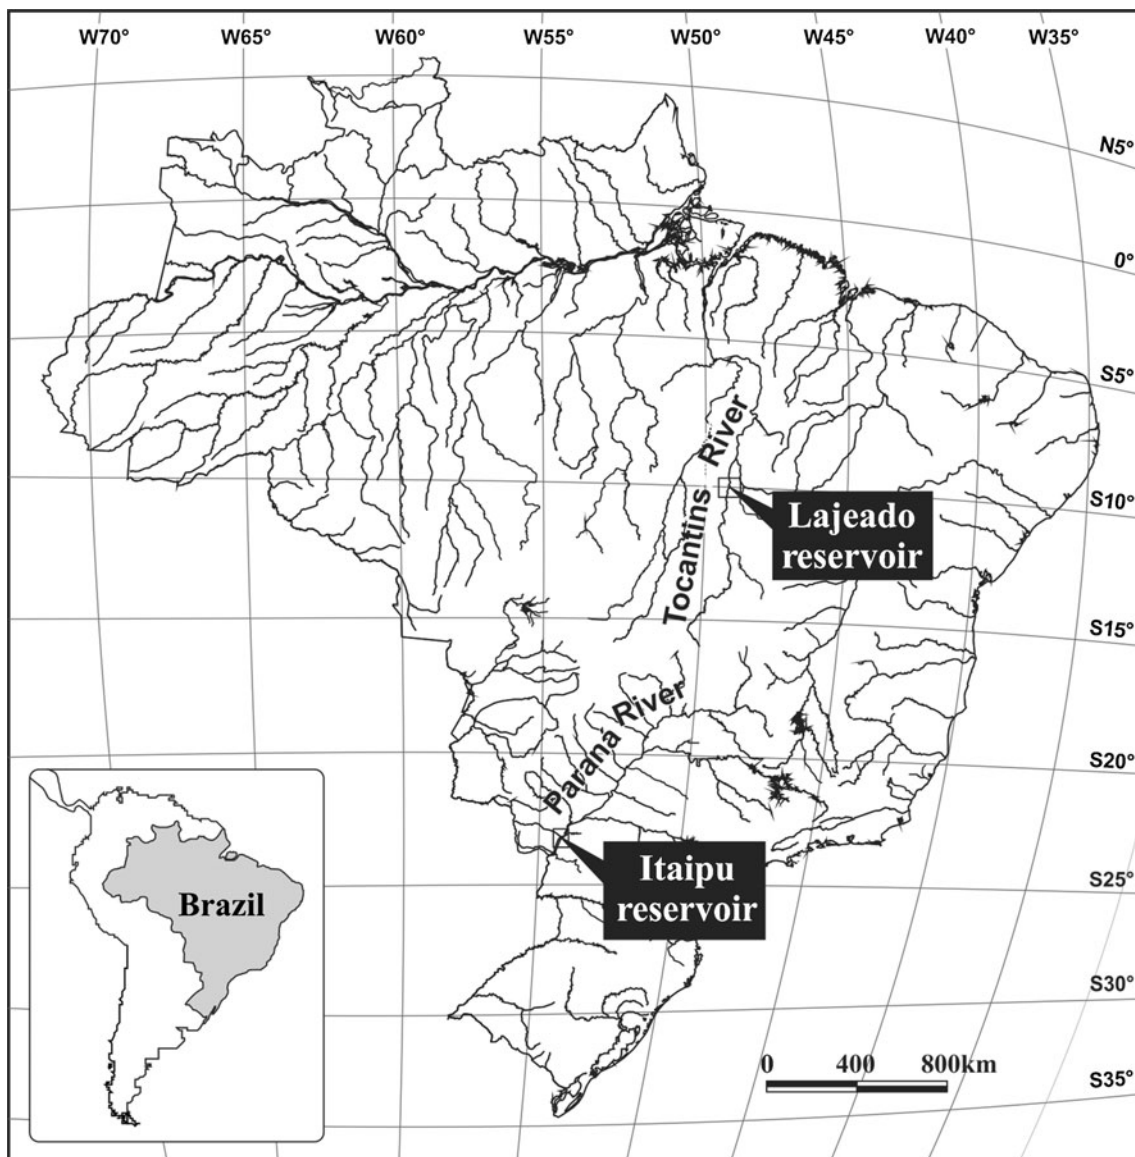 W70° W65° W60° W55° W50° W45° W40° W35°
N5°
0°
S5°
S10°
S15°
S20°
S25°
S30°
S35°
Tocantins River
Lajeado
reservoir
Paraná River
Itaipu
reservoir
Brazil
0 400 800km